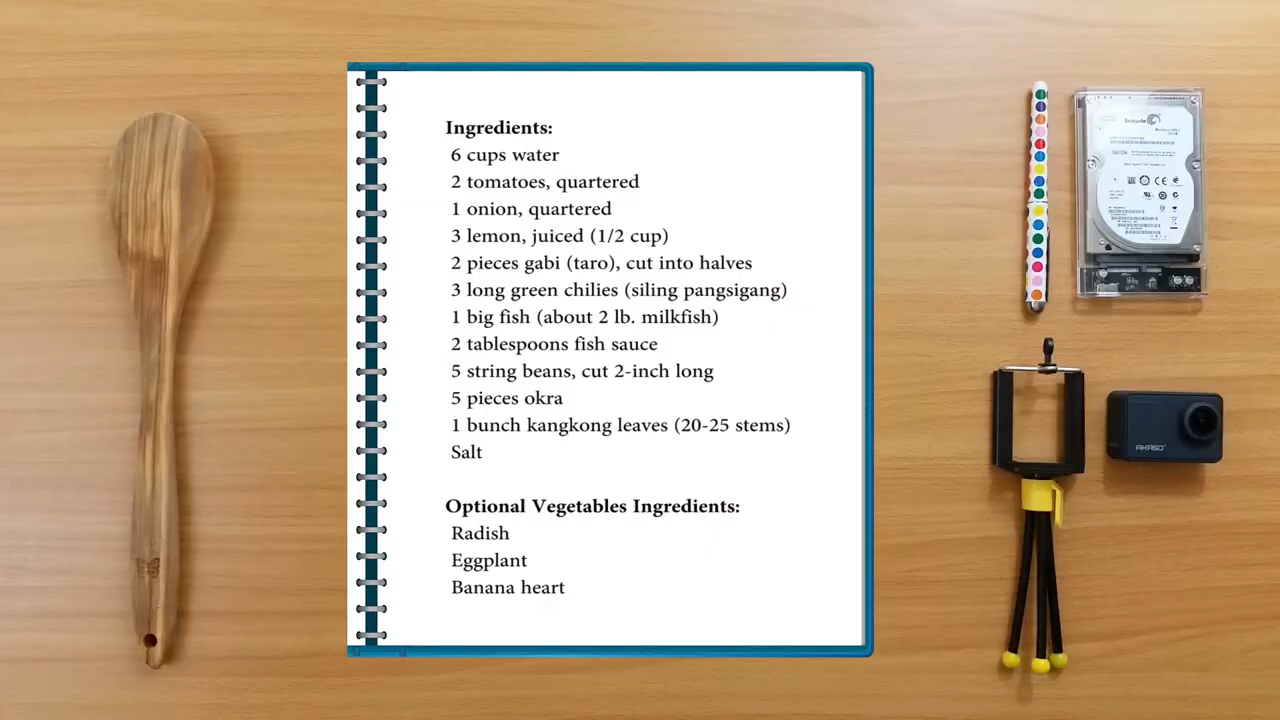 Ingredients:
6 cups water
2 tomatoes, quartered
1 onion, quartered
3 lemon, juiced (1/2 cup)
2 pieces gabi (taro), cut into halves
3 long green chilies (siling pangsigang)
1 big fish (about 2 lb. milkfish)
2 tablespoons fish sauce
5 string beans, cut 2-inch long
5 pieces okra
1 bunch kangkong leaves (20-25 stems)
Salt
Optional Vegetables Ingredients:
Radish
Eggplant
Banana heart
Seagate
AKASO